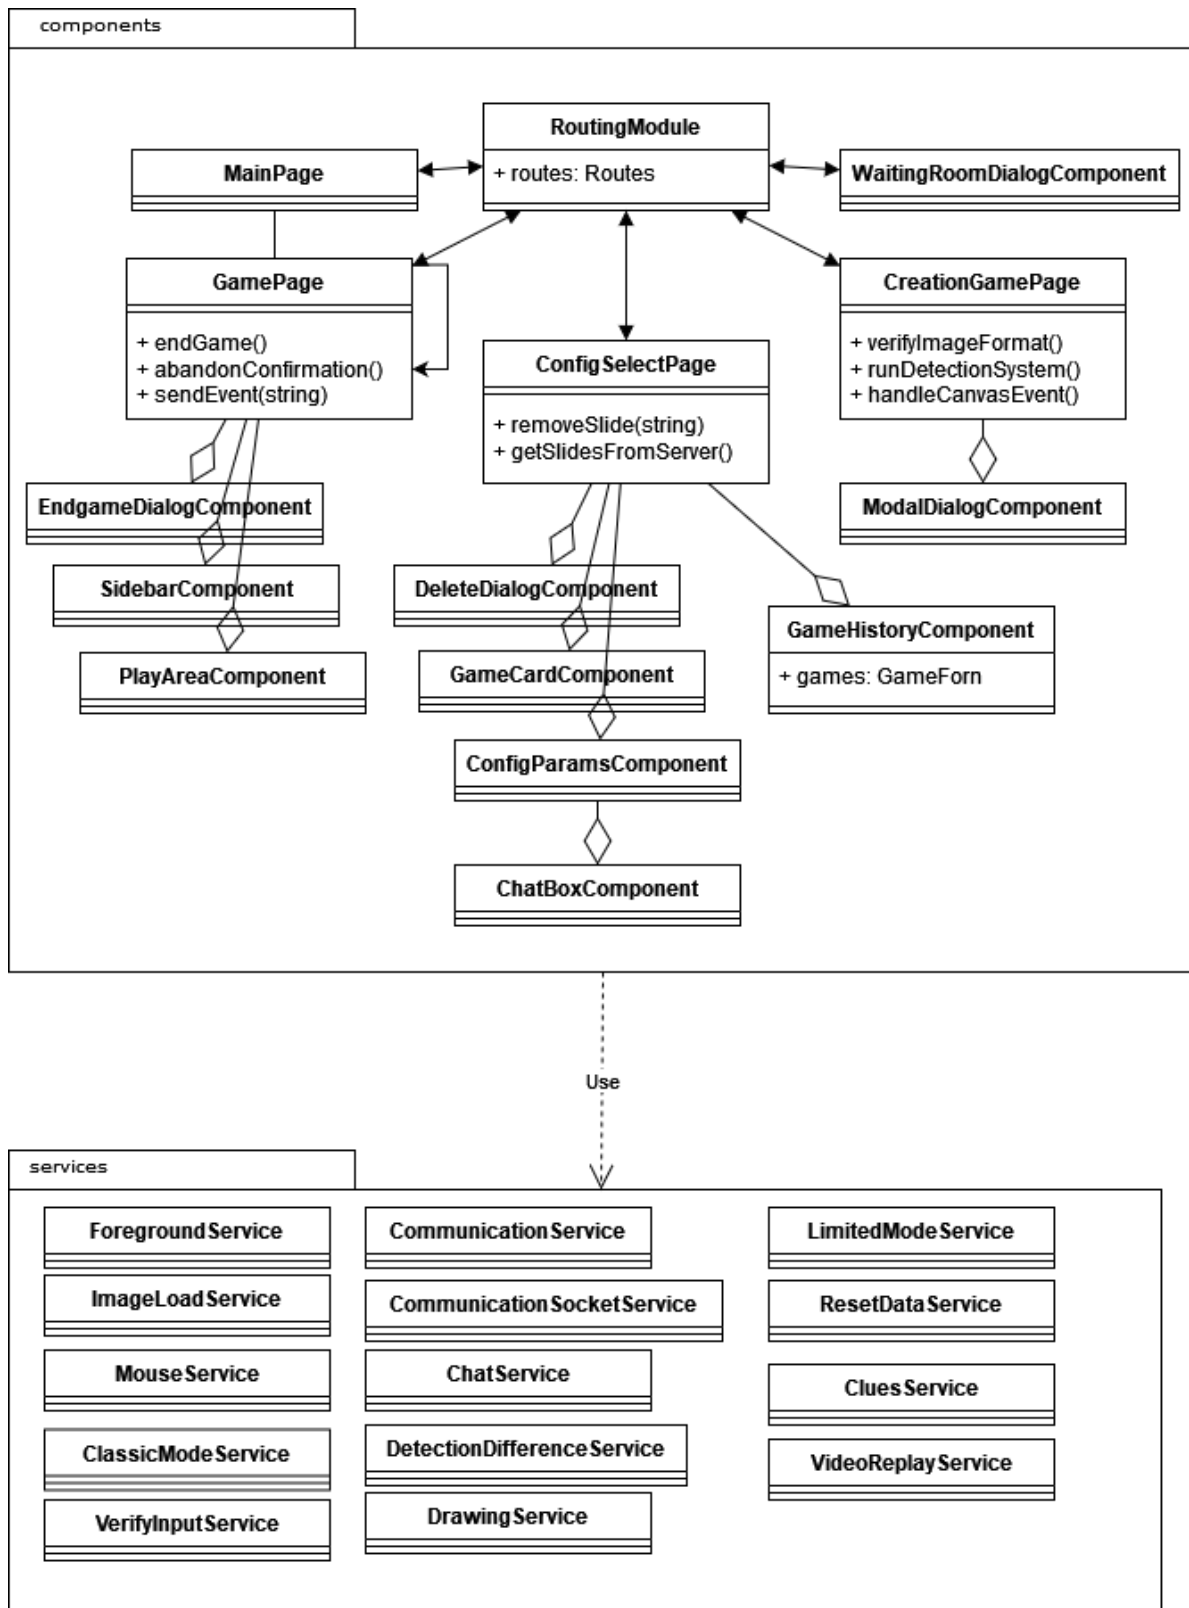 components
RoutingModule
+ routes: Routes
MainPage
WaitingRoomDialogComponent
GamePage
+ endGame()
+ abandonConfirmation()
+ sendEvent(string)
ConfigSelectPage
+ removeSlide(string)
+ getSlidesFromServer()
CreationGamePage
+ verifyImageFormat()
+ runDetectionSystem()
+ handleCanvasEvent()
EndgameDialogComponent
SidebarComponent
PlayAreaComponent
DeleteDialogComponent
GameCardComponent
ConfigParamsComponent
ChatBoxComponent
GameHistoryComponent
+ games: GameForn
ModalDialogComponent
Use
services
ForegroundService
ImageLoadService
MouseService
ClassicModeService
VerifyInputService
CommunicationService
CommunicationSocketService
ChatService
DetectionDifferenceService
DrawingService
LimitedModeService
ResetDataService
CluesService
VideoReplayService